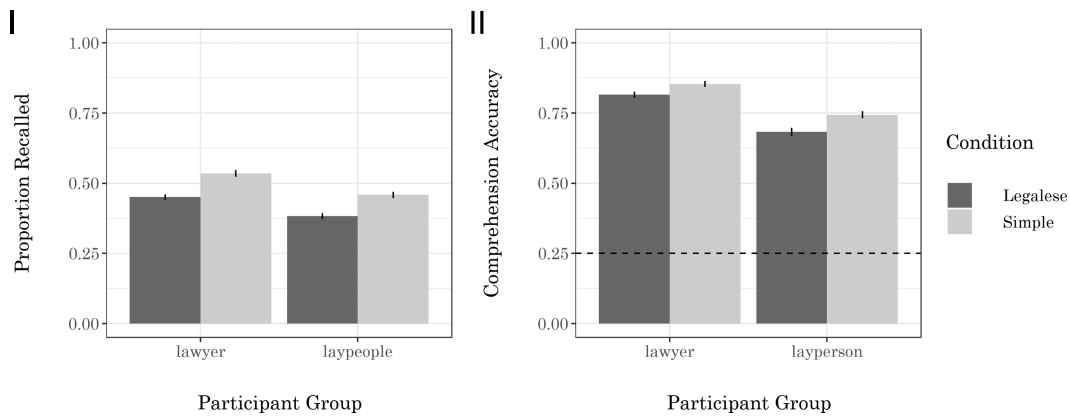 I
II
Proportion Recalled
1.00
0.75
0.50
0.25
0.00
lawyer
laypeople
Participant Group
Comprehension Accuracy
1.00
0.75
0.50
0.25
0.00
lawyer
layperson
Participant Group
Condition
Legalese
Simple